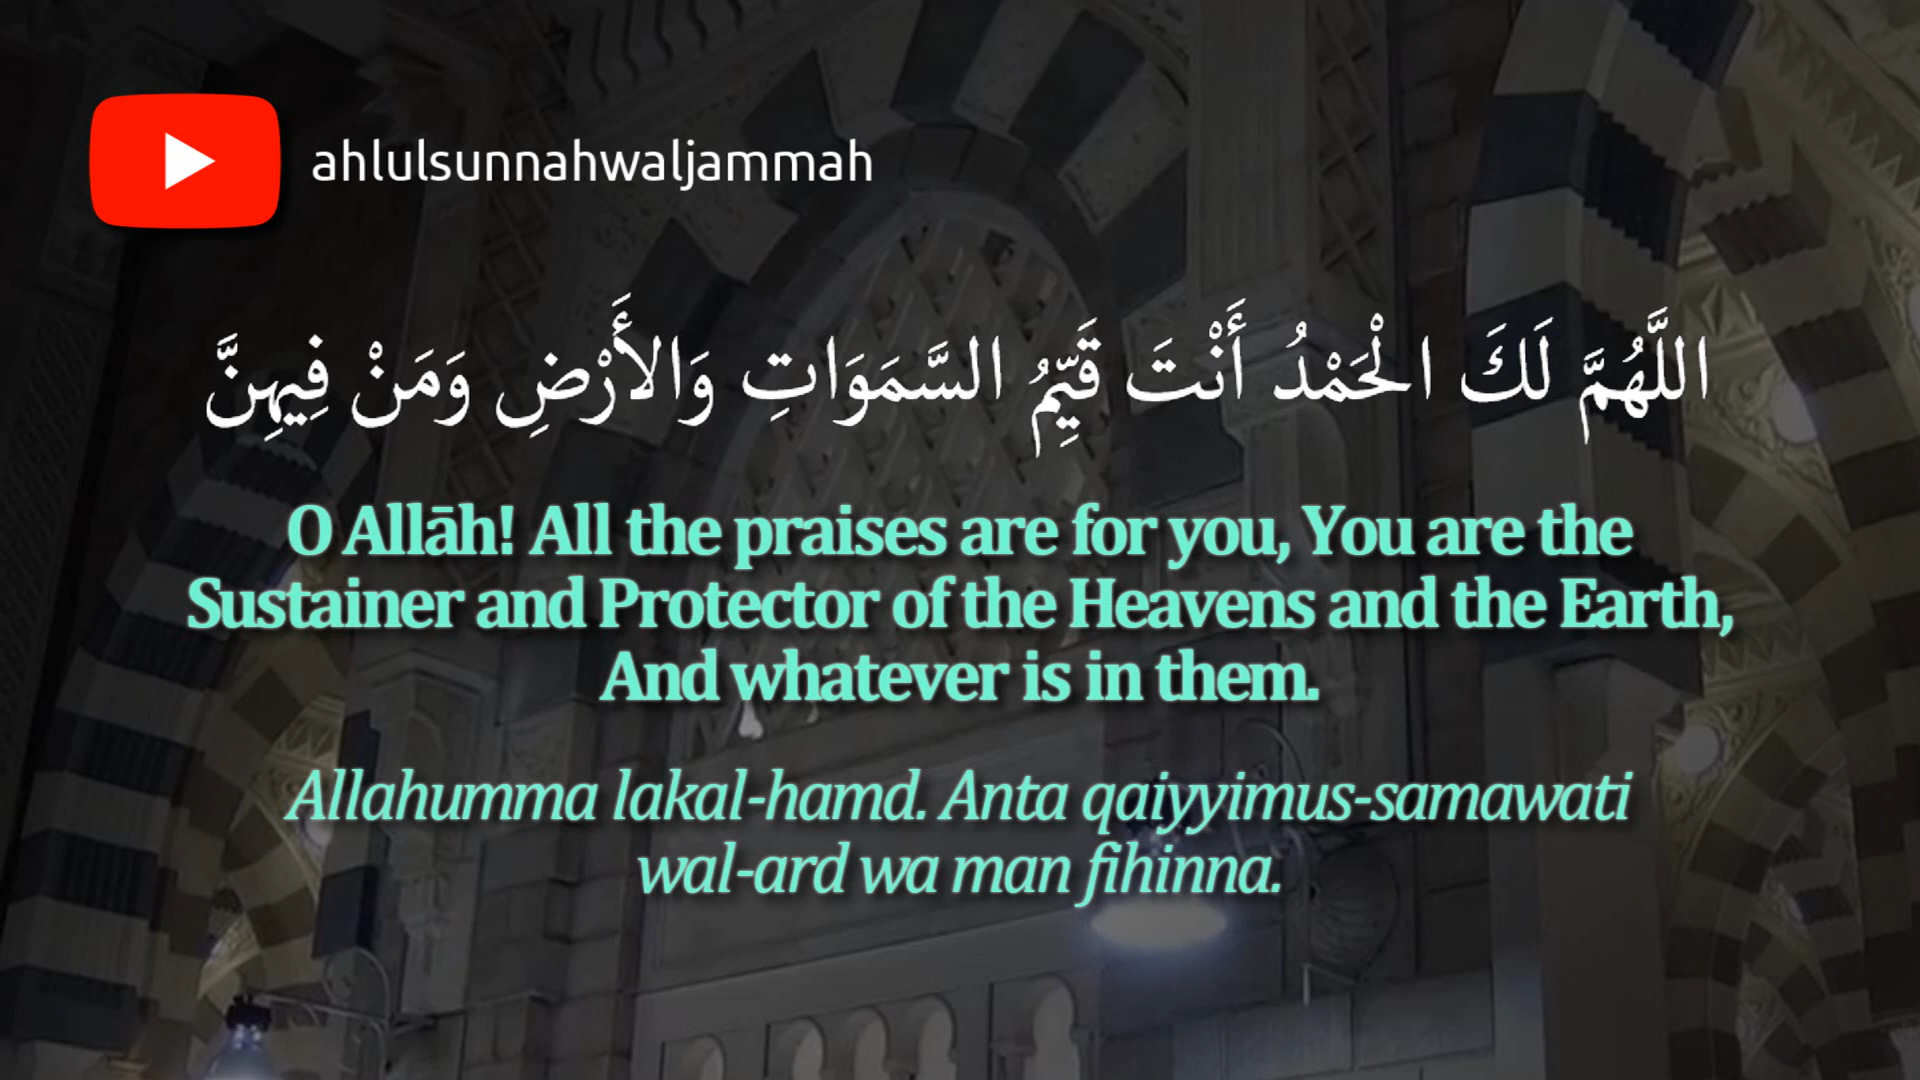 ahlulsunnahwaljammah
اللَّهُمَّ لَكَ الْحَمْدُ أَنْتَ قَيِّمُ السَّمَوَاتِ وَالأَرْضِ وَمَنْ فِيهِنَّ
O Allāh! All the praises are for you, You are the
Sustainer and Protector of the Heavens and the Earth,
And whatever is in them.
Allahumma lakal-hamd. Anta qaiyyimus-samawati
wal-ard wa man fihinna.